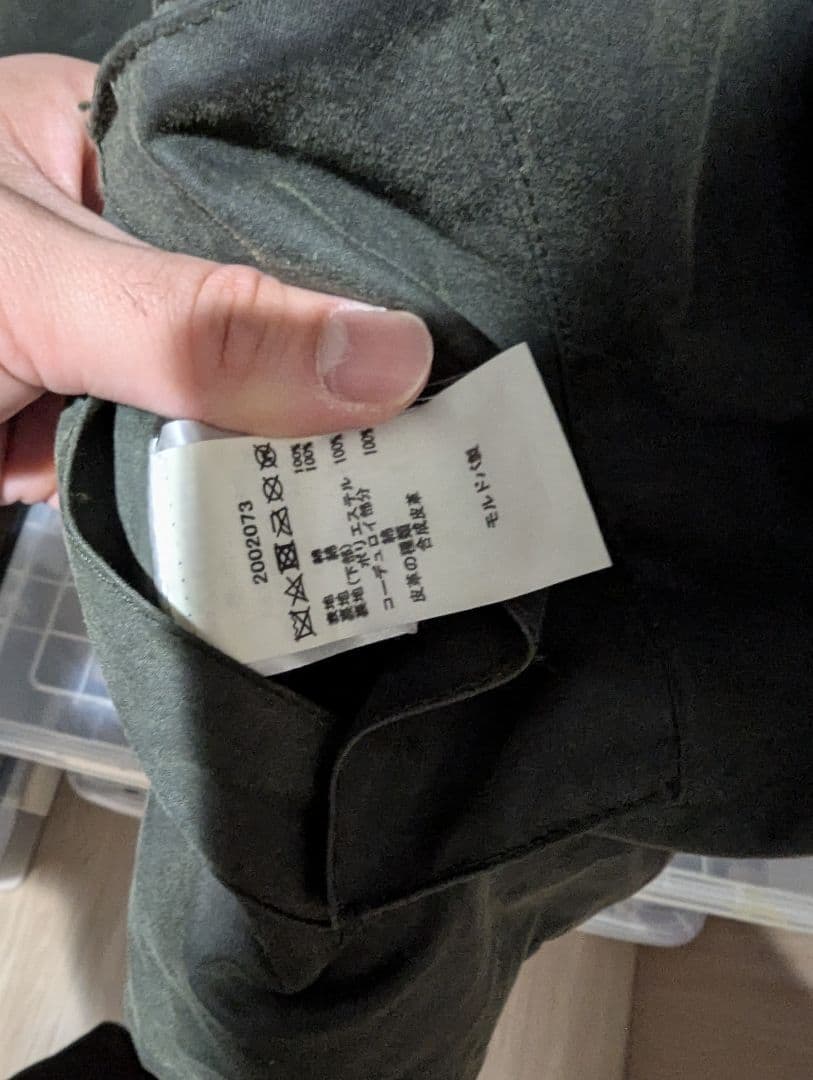 2002073
表地 綿 100%
裏地 綿 100%
裏地(下部)
ポリエステル 100%
コーデュロイ部分
綿 100%
皮革の種類
合成皮革
モルドバ製